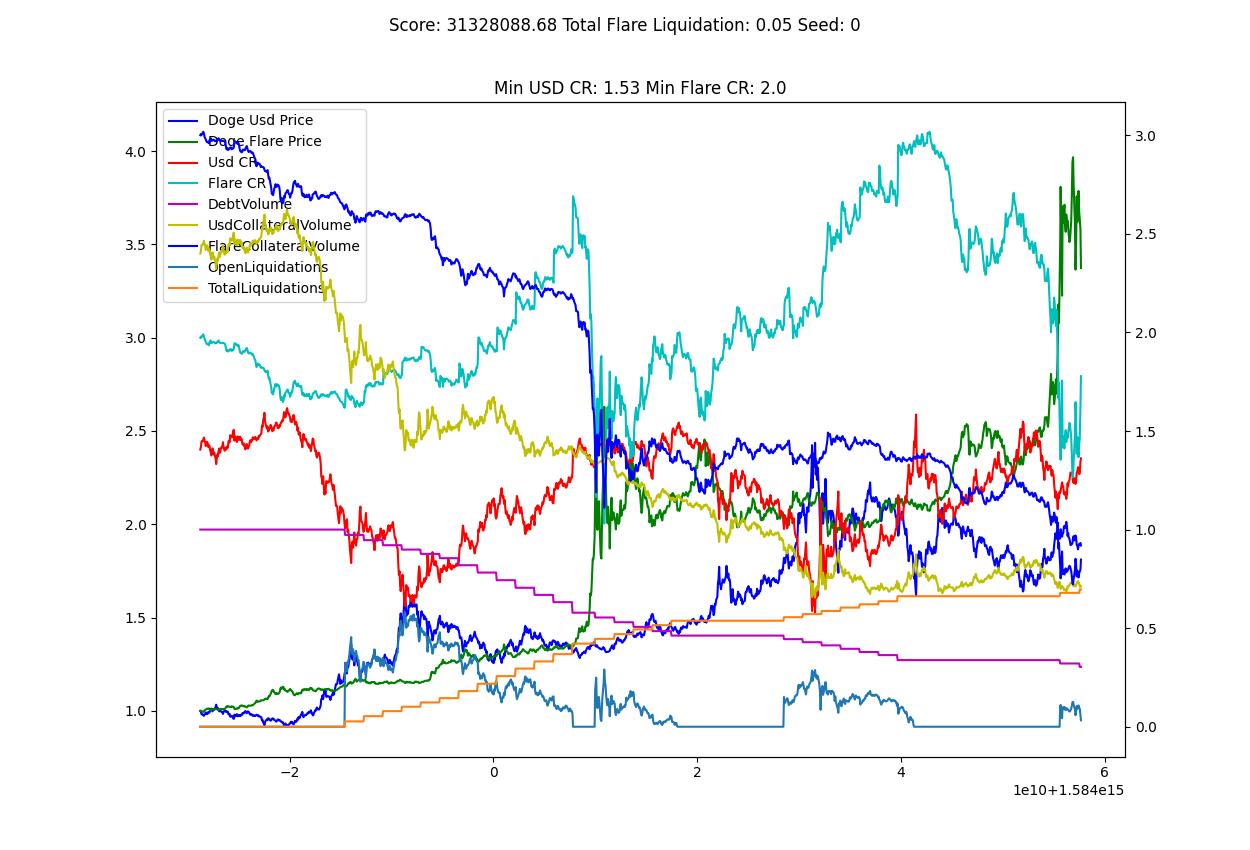 Score: 31328088.68 Total Flare Liquidation: 0.05 Seed: 0
Min USD CR: 1.53 Min Flare CR: 2.0
Doge Usd Price
Doge Flare Price
Usd CR
Flare CR
DebtVolume
UsdCollateralVolume
FlareCollateralVolume
OpenLiquidations
TotalLiquidations
4.0
3.5
3.0
2.5
2.0
1.5
1.0
3.0
2.5
2.0
1.5
1.0
0.5
0.0
−2 0 2 4 6
1e10+1.584e15